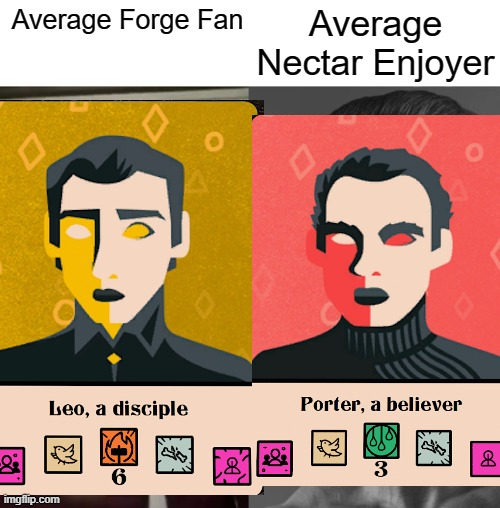 Average Forge Fan
Average
Nectar Enjoyer
Leo, a disciple
6
Porter, a believer
3
imgflip.com